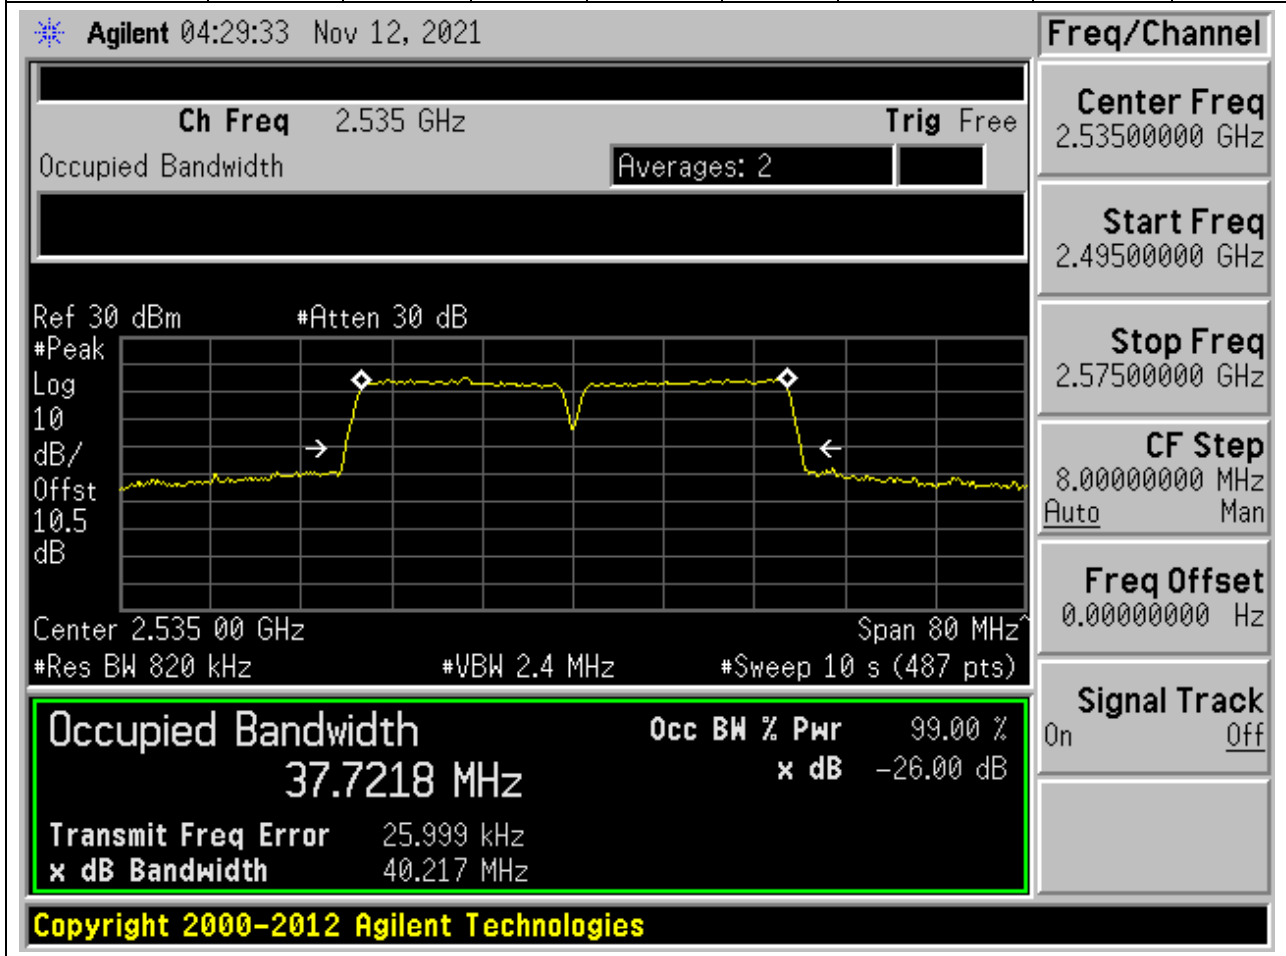 Agilent 04:29:33 Nov 12, 2021
Freq/Channel
Ch Freq 2.535 GHz Trig Free
Occupied Bandwidth Averages: 2
Center Freq
2.53500000 GHz
Start Freq
2.49500000 GHz
Stop Freq
2.57500000 GHz
CF Step
8.00000000 MHz
Auto Man
Freq Offset
0.00000000 Hz
Signal Track
On Off
Ref 30 dBm #Atten 30 dB
#Peak
Log
10
dB/
Offst
10.5
dB
Center 2.535 00 GHz Span 80 MHz^
#Res BW 820 kHz #VBW 2.4 MHz #Sweep 10 s (487 pts)
Occupied Bandwidth Occ BW % Pwr 99.00 %
37.7218 MHz x dB -26.00 dB
Transmit Freq Error 25.999 kHz
x dB Bandwidth 40.217 MHz
Copyright 2000-2012 Agilent Technologies